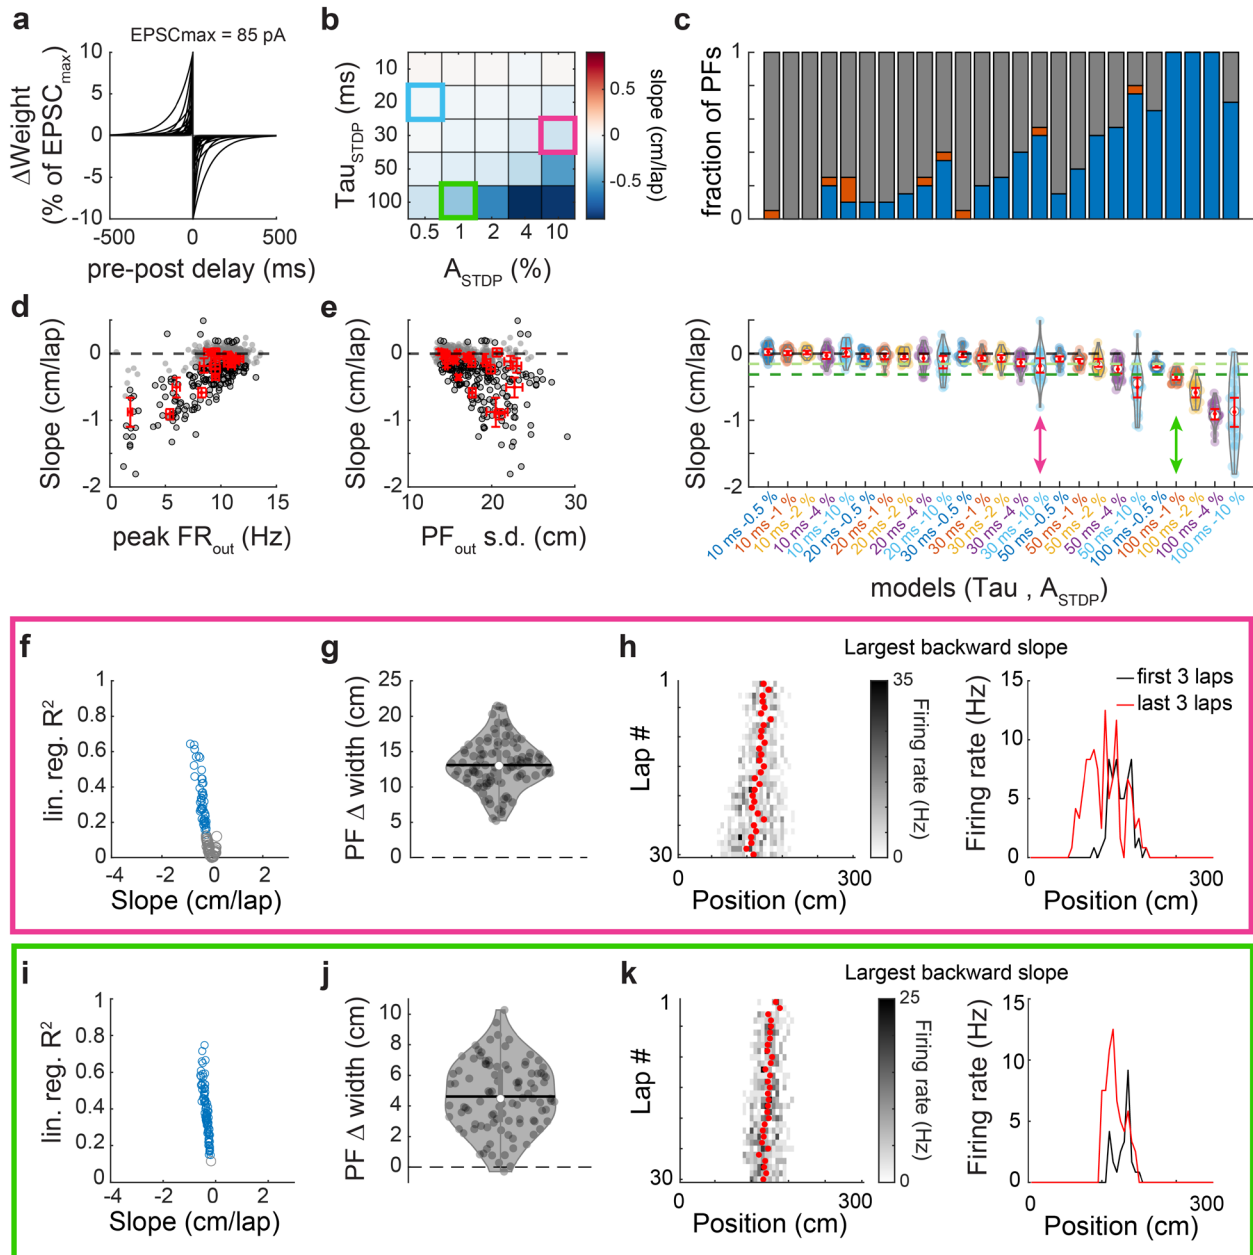 a
EPSCmax = 85 pA
ΔWeight
(% of EPSCmax)
10
5
0
-5
-10
-500
0
500
pre-post delay (ms)
b
TauSTDP (ms)
10
20
30
50
100
0.5
1
2
4
10
ASTDP (%)
0.5
0
-0.5
slope (cm/lap)
c
fraction of PFs
1
0
d
Slope (cm/lap)
0
-1
-2
0
5
10
15
peak FRout (Hz)
e
Slope (cm/lap)
0
-1
-2
10
20
30
PFout s.d. (cm)
Slope (cm/lap)
0
-1
-2
10 ms -0.5 %
10 ms -1 %
10 ms -2 %
10 ms -4 %
10 ms -10 %
20 ms -0.5 %
20 ms -1 %
20 ms -2 %
20 ms -4 %
20 ms -10 %
30 ms -0.5 %
30 ms -1 %
30 ms -2 %
30 ms -4 %
30 ms -10 %
50 ms -0.5 %
50 ms -1 %
50 ms -2 %
50 ms -4 %
50 ms -10 %
100 ms -0.5 %
100 ms -1 %
100 ms -2 %
100 ms -4 %
100 ms -10 %
models (Tau , ASTDP)
f
lin. reg. R²
1
0.8
0.6
0.4
0.2
0
-4
-2
0
2
Slope (cm/lap)
g
PF Δ width (cm)
25
20
15
10
5
0
h
Largest backward slope
Lap #
1
30
0
300
Position (cm)
35
0
Firing rate (Hz)
Firing rate (Hz)
15
10
5
0
first 3 laps
last 3 laps
0
300
Position (cm)
i
lin. reg. R²
1
0.8
0.6
0.4
0.2
0
-4
-2
0
2
Slope (cm/lap)
j
PF Δ width (cm)
10
8
6
4
2
0
k
Largest backward slope
Lap #
1
30
0
300
Position (cm)
25
0
Firing rate (Hz)
Firing rate (Hz)
15
10
5
0
0
300
Position (cm)